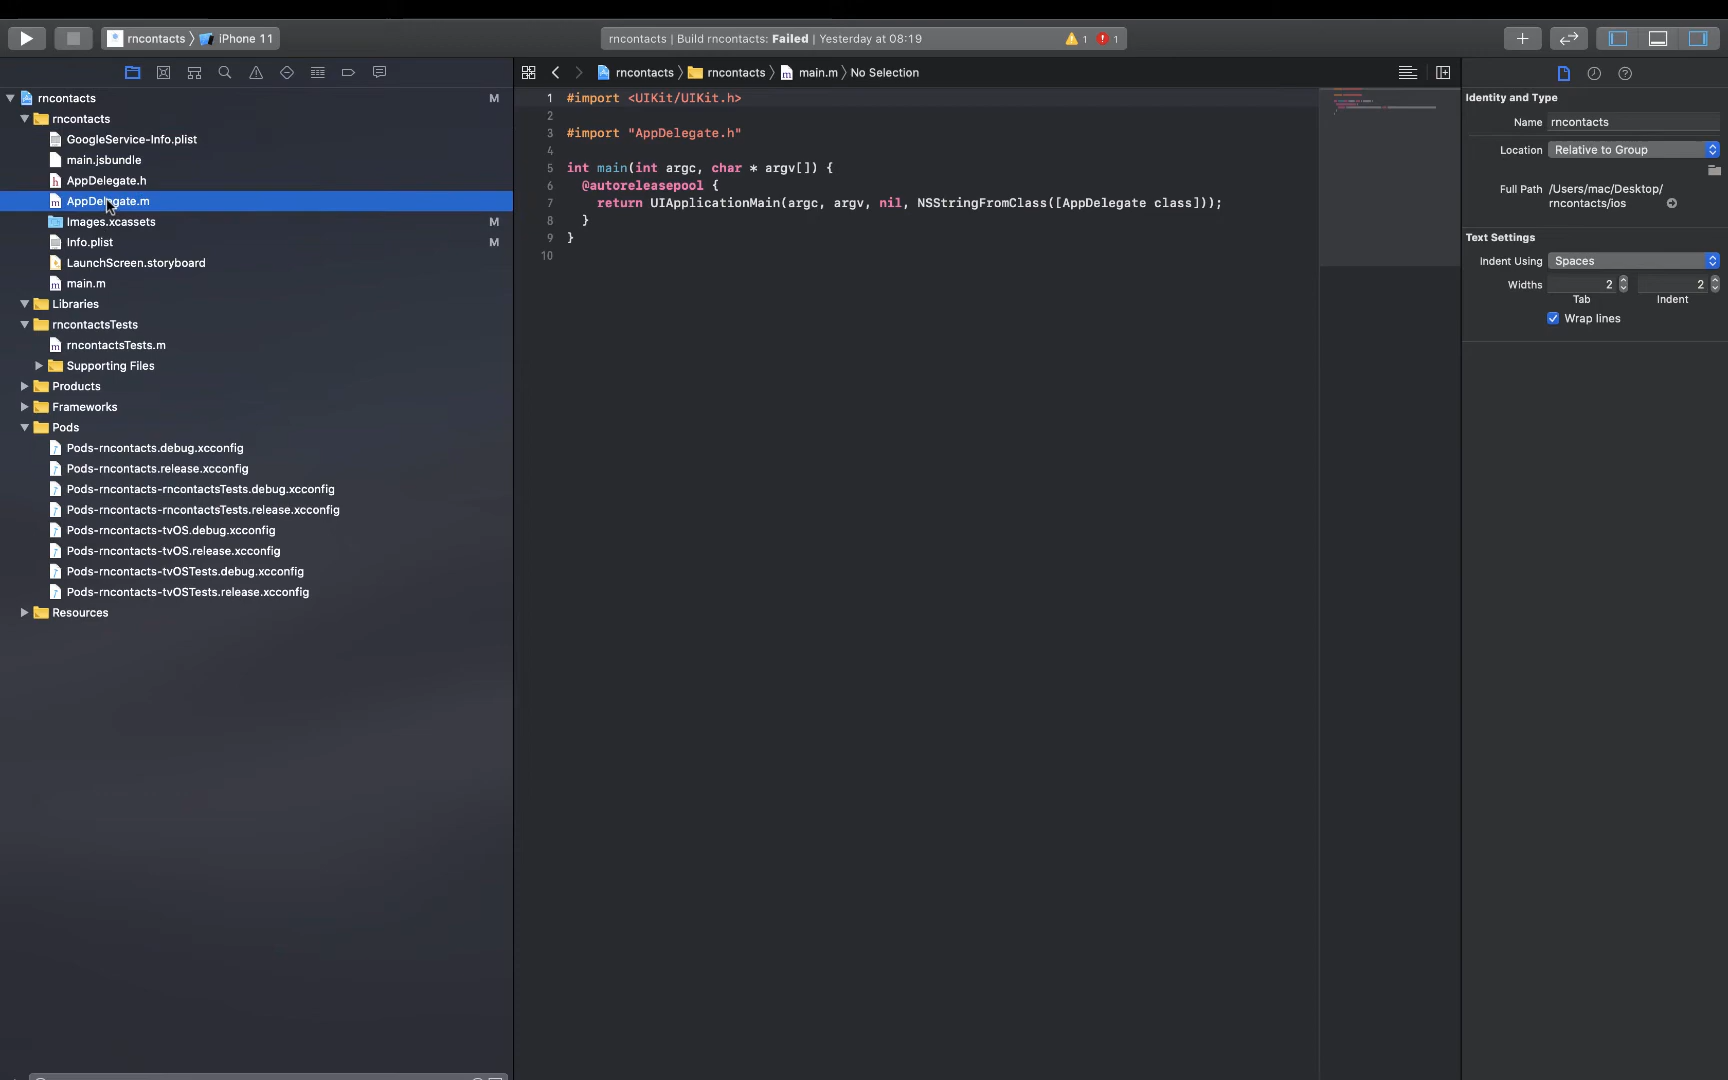 rncontacts 〉 iPhone 11
rncontacts | Build rncontacts: Failed | Yesterday at 08:19
1
1
rncontacts 〉 rncontacts 〉 main.m 〉 No Selection
rncontacts M
rncontacts
GoogleService-Info.plist
main.jsbundle
AppDelegate.h
AppDelegate.m
Images.xcassets M
Info.plist M
LaunchScreen.storyboard
main.m
Libraries
rncontactsTests
rncontactsTests.m
Supporting Files
Products
Frameworks
Pods
Pods-rncontacts.debug.xcconfig
Pods-rncontacts.release.xcconfig
Pods-rncontacts-rncontactsTests.debug.xcconfig
Pods-rncontacts-rncontactsTests.release.xcconfig
Pods-rncontacts-tvOS.debug.xcconfig
Pods-rncontacts-tvOS.release.xcconfig
Pods-rncontacts-tvOSTests.debug.xcconfig
Pods-rncontacts-tvOSTests.release.xcconfig
Resources
1 #import <UIKit/UIKit.h>
2
3 #import "AppDelegate.h"
4
5 int main(int argc, char * argv[]) {
6 @autoreleasepool {
7 return UIApplicationMain(argc, argv, nil, NSStringFromClass([AppDelegate class]));
8 }
9 }
10
Identity and Type
Name rncontacts
Location Relative to Group
Full Path /Users/mac/Desktop/
rncontacts/ios
Text Settings
Indent Using Spaces
Widths 2 2
Tab Indent
Wrap lines